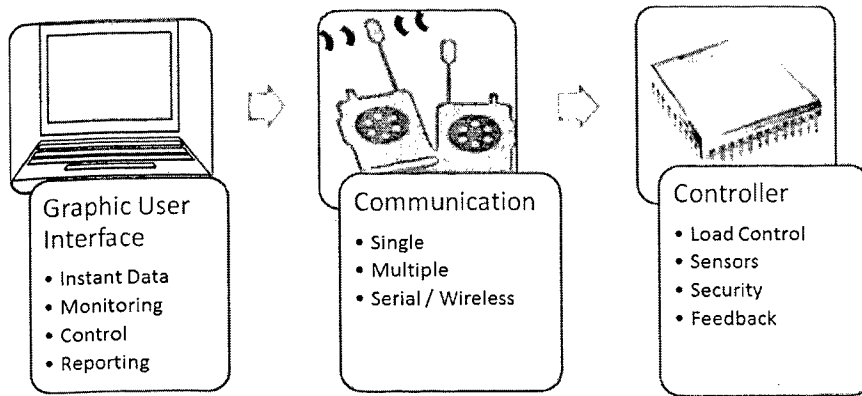 Graphic User
Interface
• Instant Data
• Monitoring
• Control
• Reporting
Communication
• Single
• Multiple
• Serial / Wireless
Controller
• Load Control
• Sensors
• Security
• Feedback